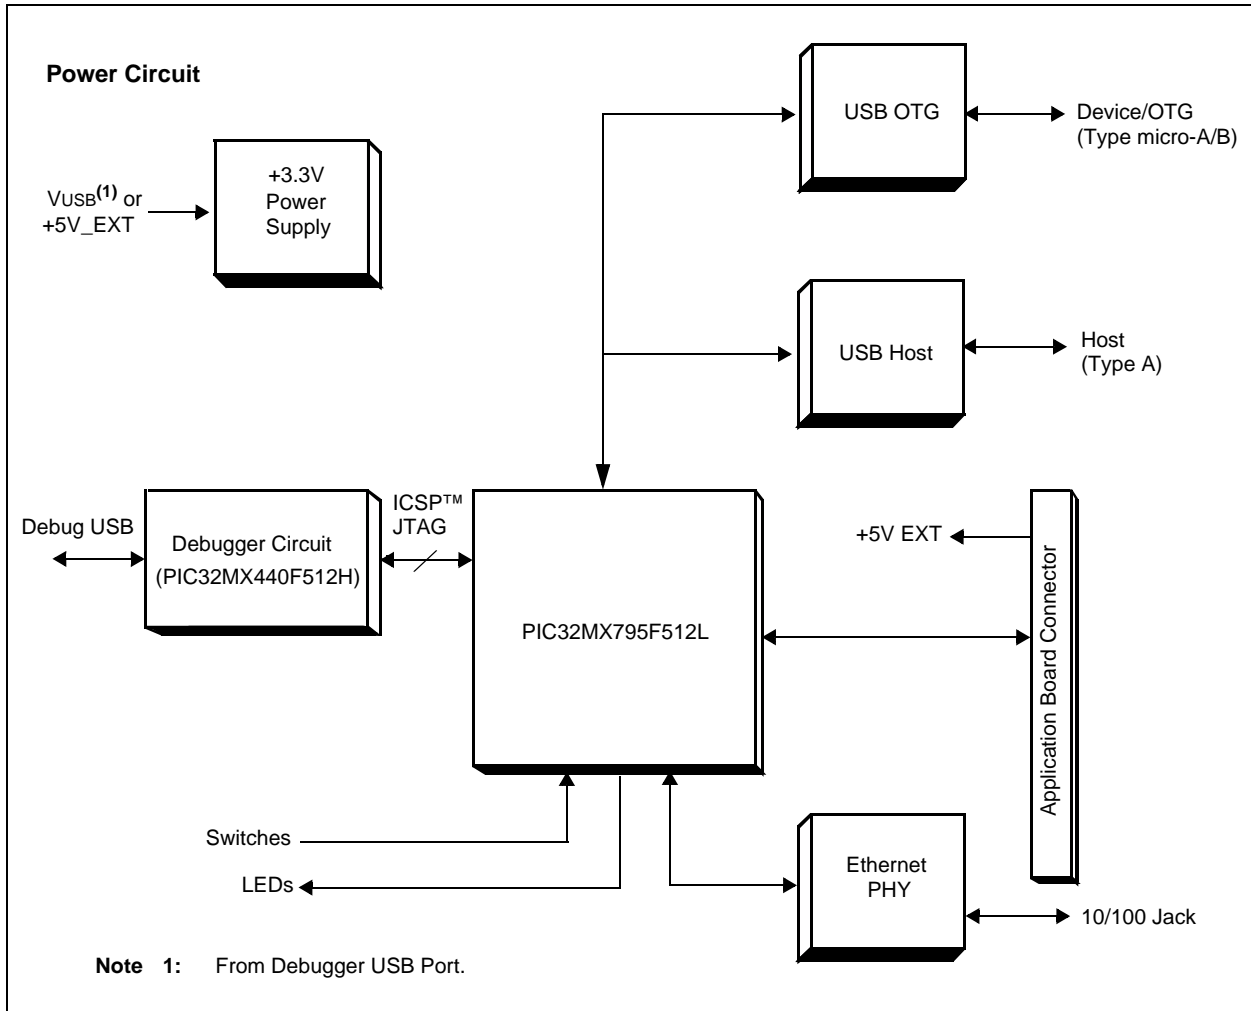 Power Circuit
VUSB(1) or
+5V_EXT
+3.3V
Power
Supply
USB OTG
Device/OTG
(Type micro-A/B)
USB Host
Host
(Type A)
Debug USB
Debugger Circuit
(PIC32MX440F512H)
ICSP™
JTAG
PIC32MX795F512L
+5V EXT
Application Board Connector
Switches
LEDs
Ethernet
PHY
10/100 Jack
Note 1: From Debugger USB Port.